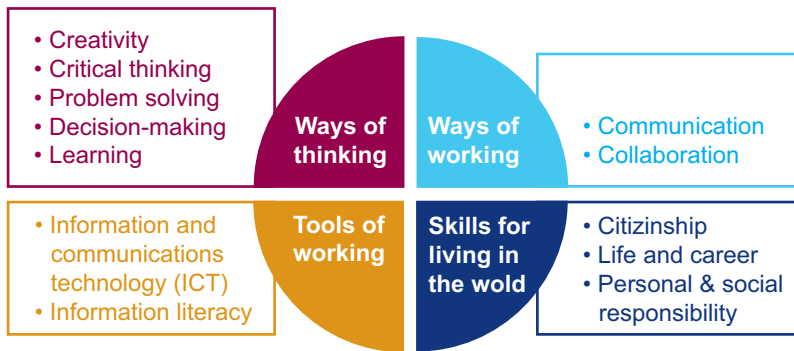 • Creativity
• Critical thinking
• Problem solving
• Decision-making
• Learning
Ways of
thinking
Ways of
working
• Communication
• Collaboration
• Information and
communications
technology (ICT)
• Information literacy
Tools of
working
Skills for
living in
the wold
• Citizinship
• Life and career
• Personal & social
responsibility